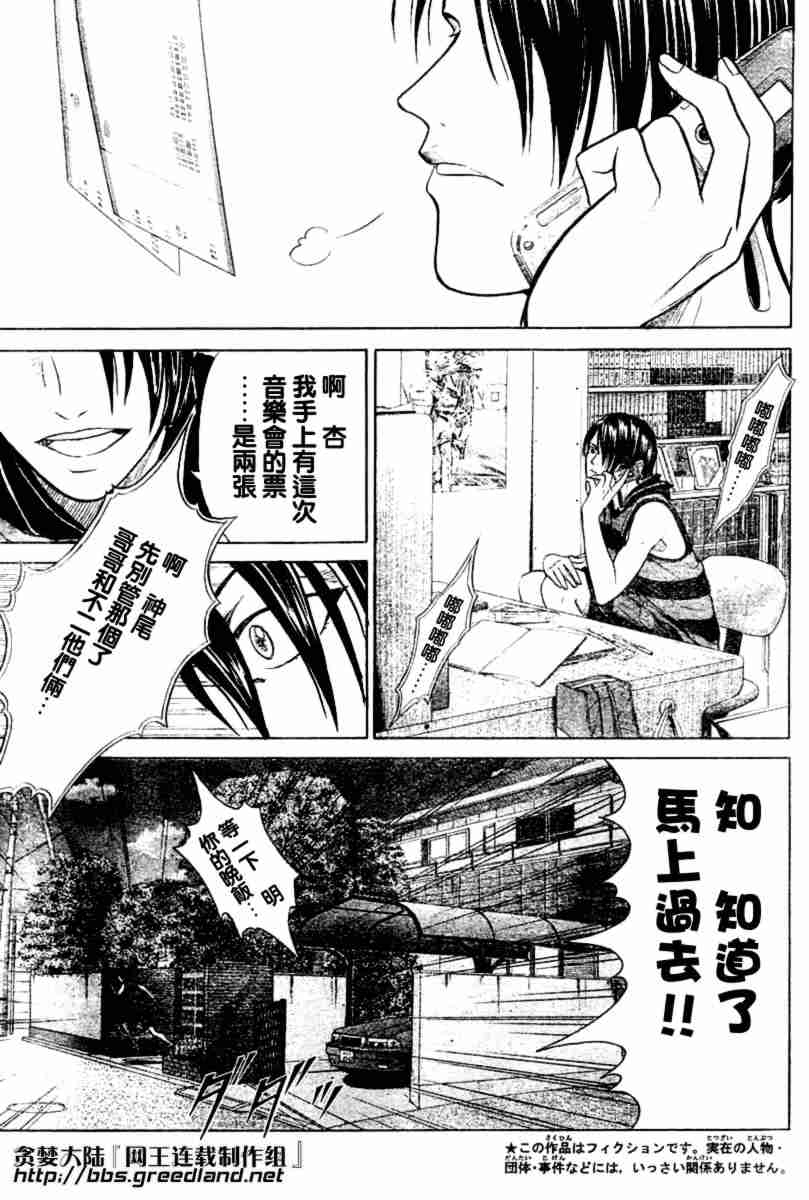 嘟
嘟
嘟
嘟……
嘟
嘟
嘟
嘟……
啊 杏
我手上有這次
音樂會的票
……是兩張
啊 神尾
先別管那個了
哥哥和不二他們倆…
知 知道了
馬上過去!!
等一下 明
你的晚飯…
ダダダッ
★この作品はフィクションです。実在の人物・
団体・事件などには、いっさい関係ありません。
贪婪大陆『网王连载制作组』
http://bbs.greedland.net/